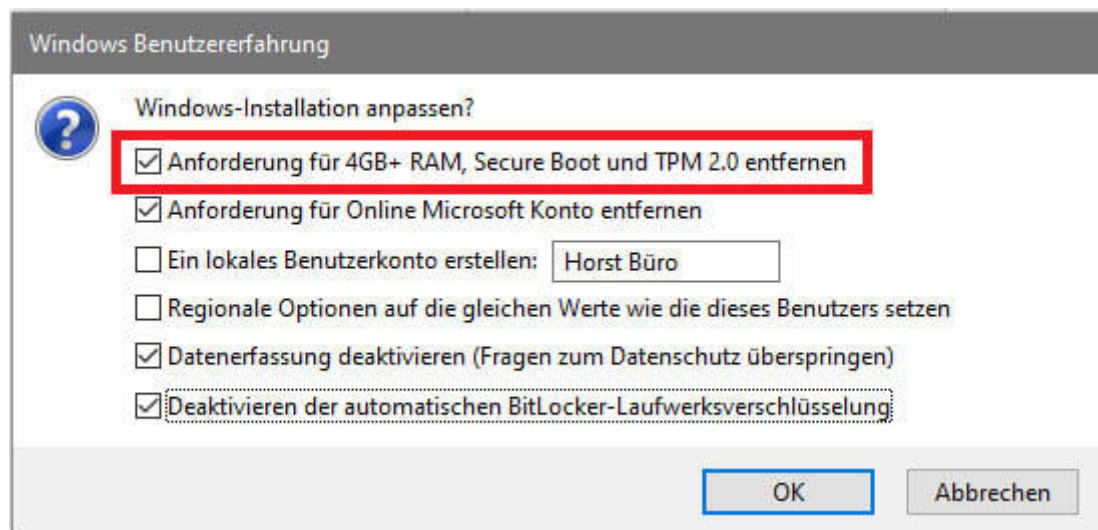 Windows Benutzererfahrung
?
Windows-Installation anpassen?
Anforderung für 4GB+ RAM, Secure Boot und TPM 2.0 entfernen
Anforderung für Online Microsoft Konto entfernen
Ein lokales Benutzerkonto erstellen: Horst Büro
Regionale Optionen auf die gleichen Werte wie die dieses Benutzers setzen
Datenerfassung deaktivieren (Fragen zum Datenschutz überspringen)
Deaktivieren der automatischen BitLocker-Laufwerksverschlüsselung
OK Abbrechen